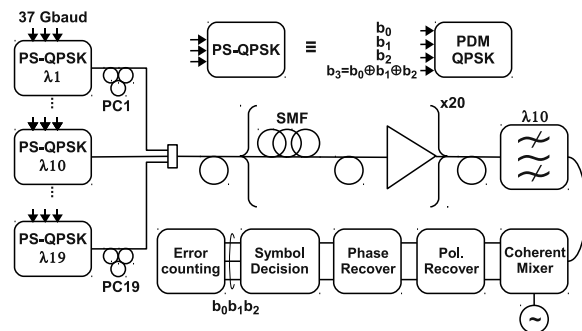 37 Gbaud
PS-QPSK
λ1
PC1
PS-QPSK
λ10
PS-QPSK
λ19
PC19
PS-QPSK
≡
b0
b1
b2
b3=b0⊕b1⊕b2
PDM
QPSK
SMF
x20
λ10
Error
counting
b0b1b2
Symbol
Decision
Phase
Recover
Pol.
Recover
Coherent
Mixer